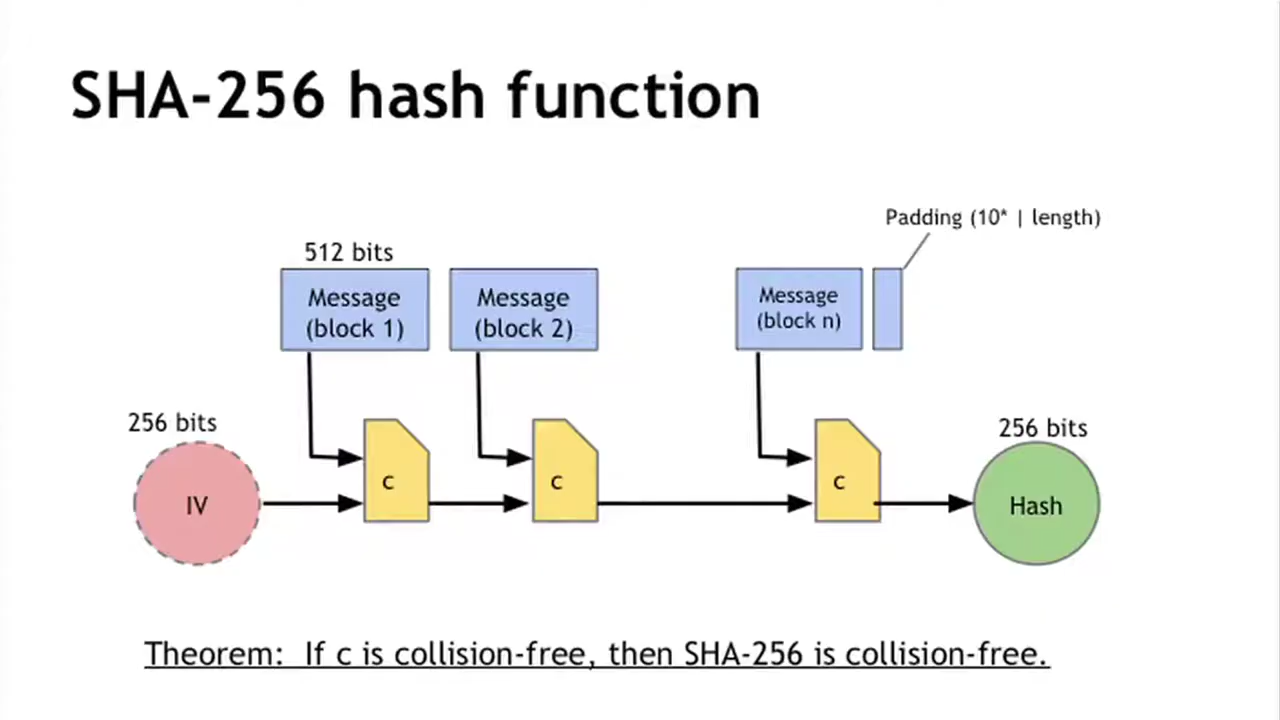 SHA-256 hash function
Padding (10* | length)
512 bits
Message
(block 1)
Message
(block 2)
Message
(block n)
256 bits
IV
c
c
c
256 bits
Hash
Theorem:  If c is collision-free, then SHA-256 is collision-free.